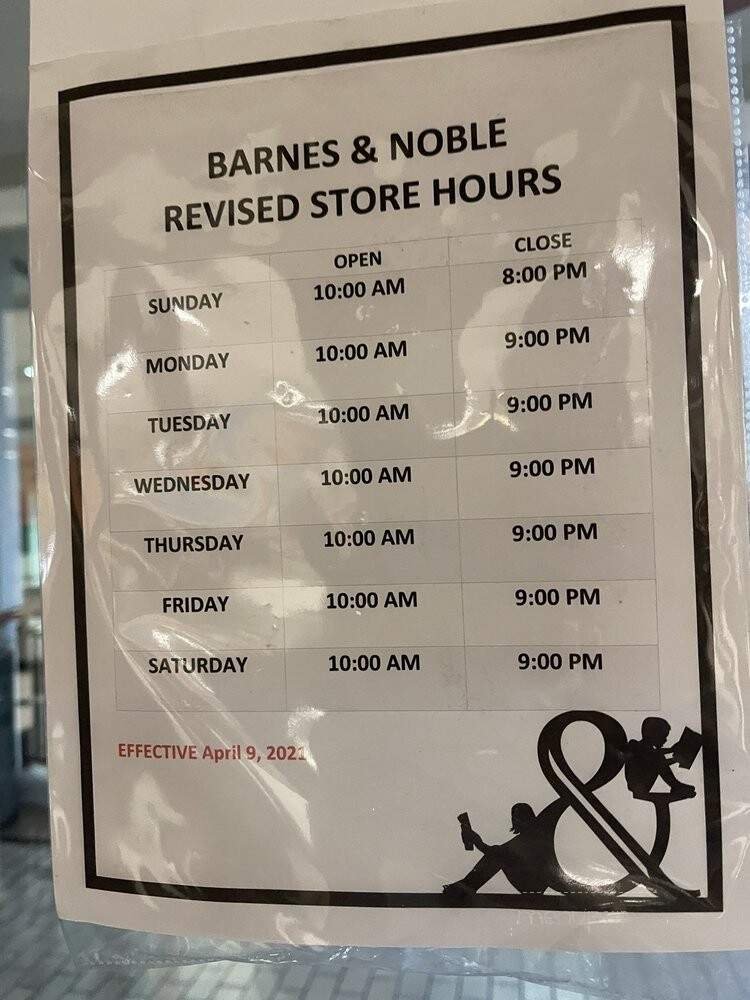 BARNES & NOBLE
REVISED STORE HOURS
OPEN CLOSE
SUNDAY 10:00 AM 8:00 PM
MONDAY 10:00 AM 9:00 PM
TUESDAY 10:00 AM 9:00 PM
WEDNESDAY 10:00 AM 9:00 PM
THURSDAY 10:00 AM 9:00 PM
FRIDAY 10:00 AM 9:00 PM
SATURDAY 10:00 AM 9:00 PM
EFFECTIVE April 9, 2021
&